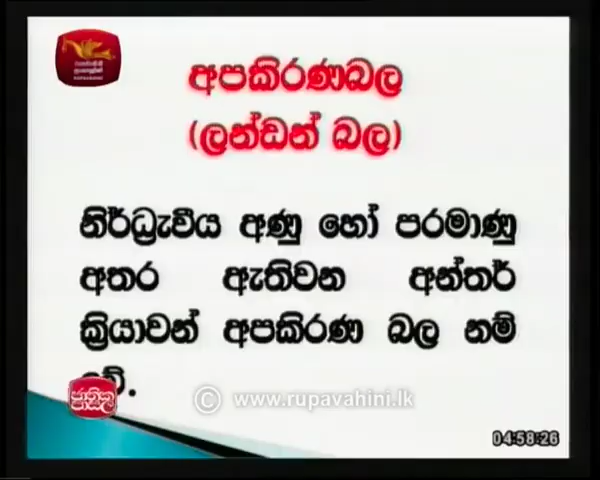 අපකිරණබල
(ලන්ඩන් බල)
නිර්ධ්‍රැවීය අණු හෝ පරමාණු
අතර ඇතිවන අන්තර්
ක්‍රියාවන් අපකිරණ බල නම්
වේ.
ජාතික
පාසල
© www.rupavahini.lk
04:58:26